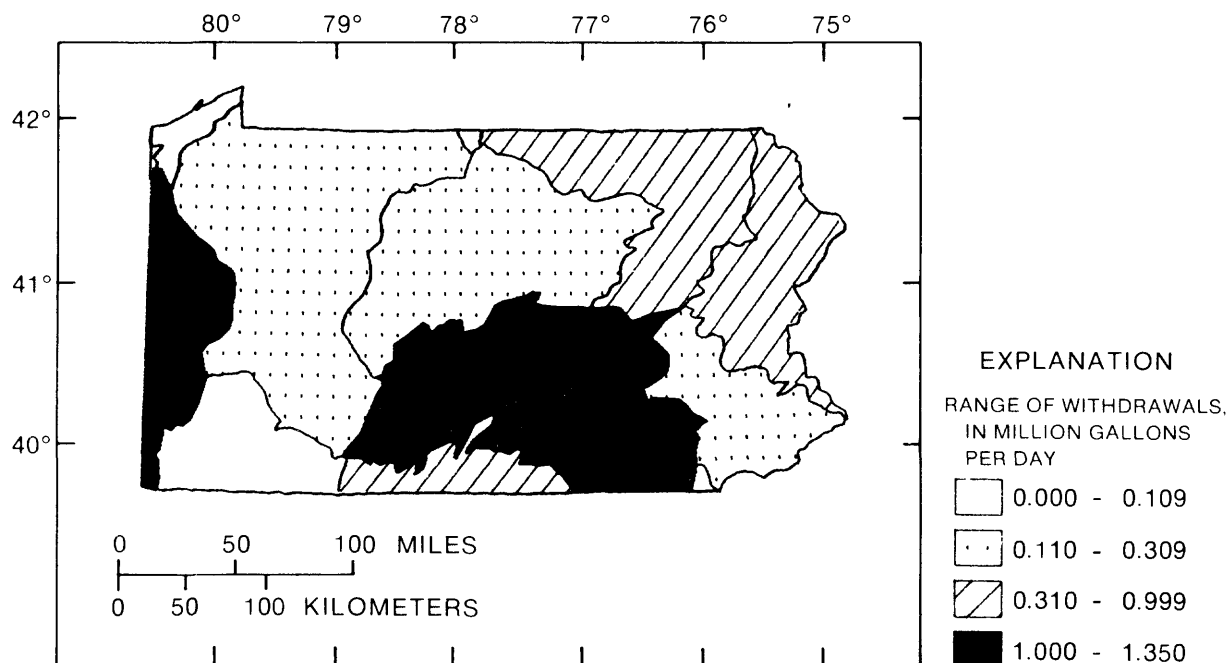 80° 79° 78° 77° 76° 75°
42°
41°
40°
EXPLANATION
RANGE OF WITHDRAWALS,
IN MILLION GALLONS
PER DAY
0.000 - 0.109
0.110 - 0.309
0.310 - 0.999
1.000 - 1.350
0 50 100 MILES
0 50 100 KILOMETERS